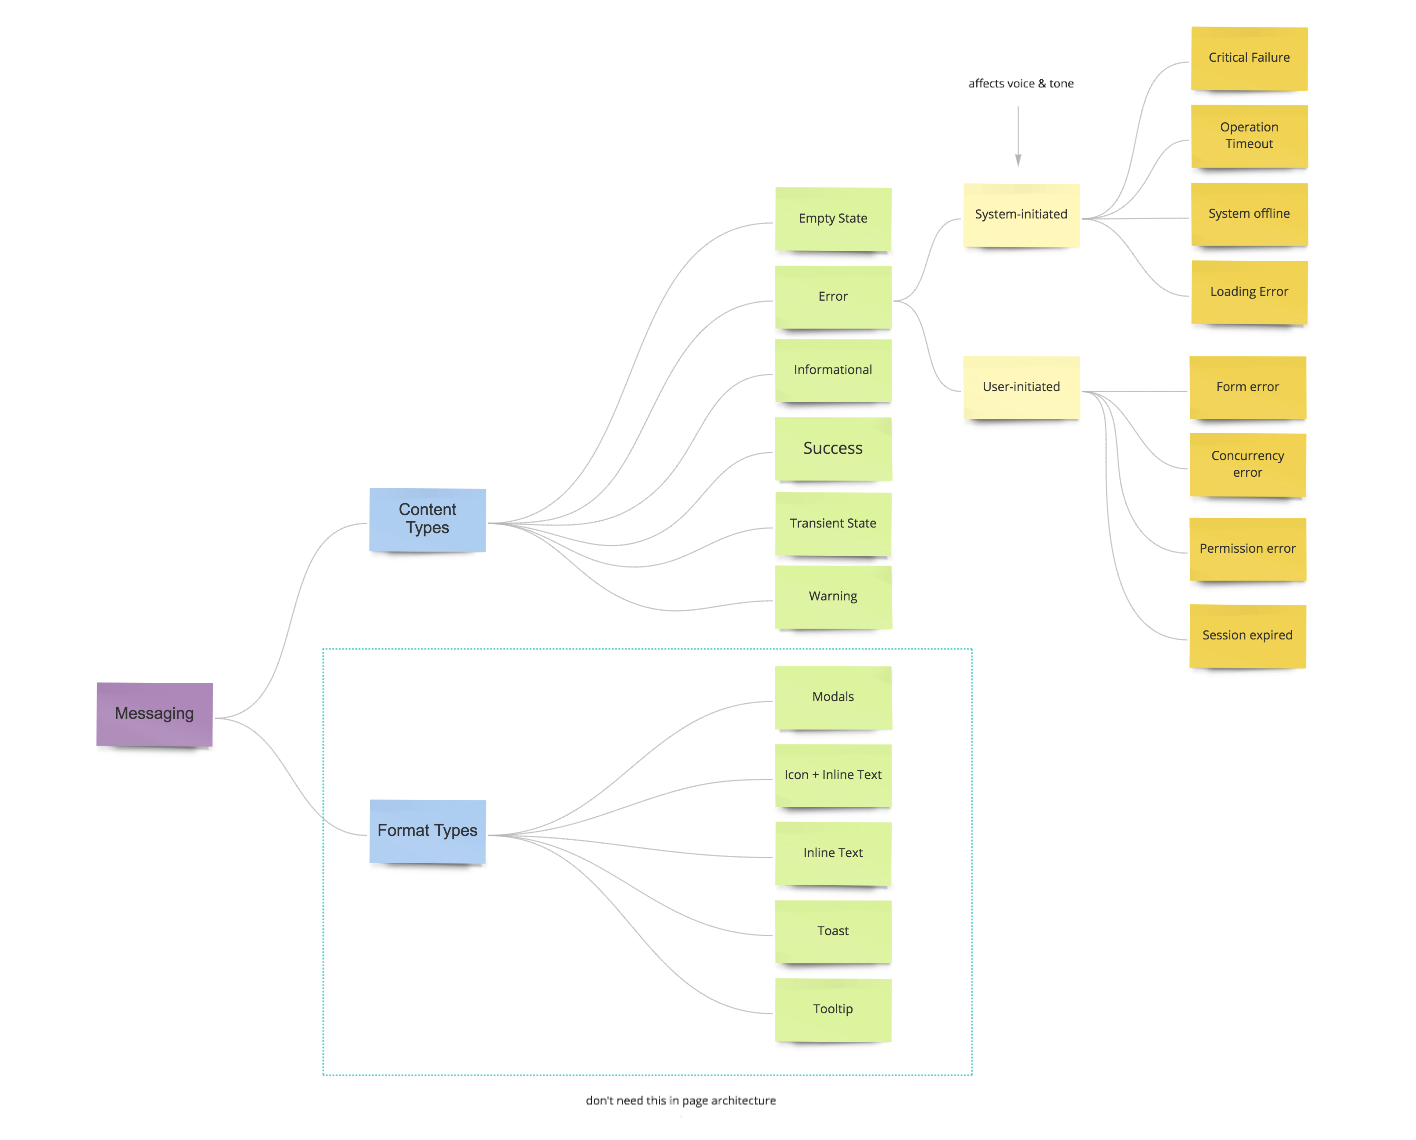 Critical Failure
affects voice & tone
Operation
Timeout
Empty State
System-initiated
System offline
Error
Loading Error
Informational
User-initiated
Form error
Success
Concurrency
error
Content
Types
Transient State
Permission error
Warning
Session expired
Messaging
Modals
Icon + Inline Text
Format Types
Inline Text
Toast
Tooltip
don't need this in page architecture